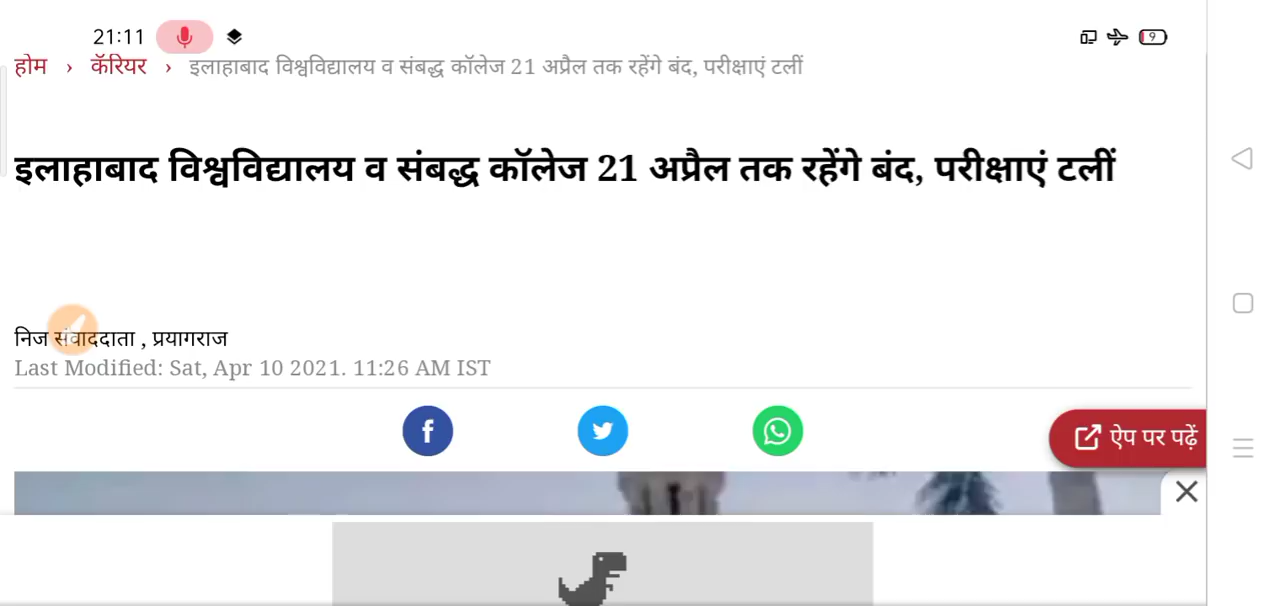 21:11
9
होम › कॅरियर › इलाहाबाद विश्वविद्यालय व संबद्ध कॉलेज 21 अप्रैल तक रहेंगे बंद, परीक्षाएं टलीं
इलाहाबाद विश्वविद्यालय व संबद्ध कॉलेज 21 अप्रैल तक रहेंगे बंद, परीक्षाएं टलीं
निज संवाददाता , प्रयागराज
Last Modified: Sat, Apr 10 2021. 11:26 AM IST
ऐप पर पढ़ें